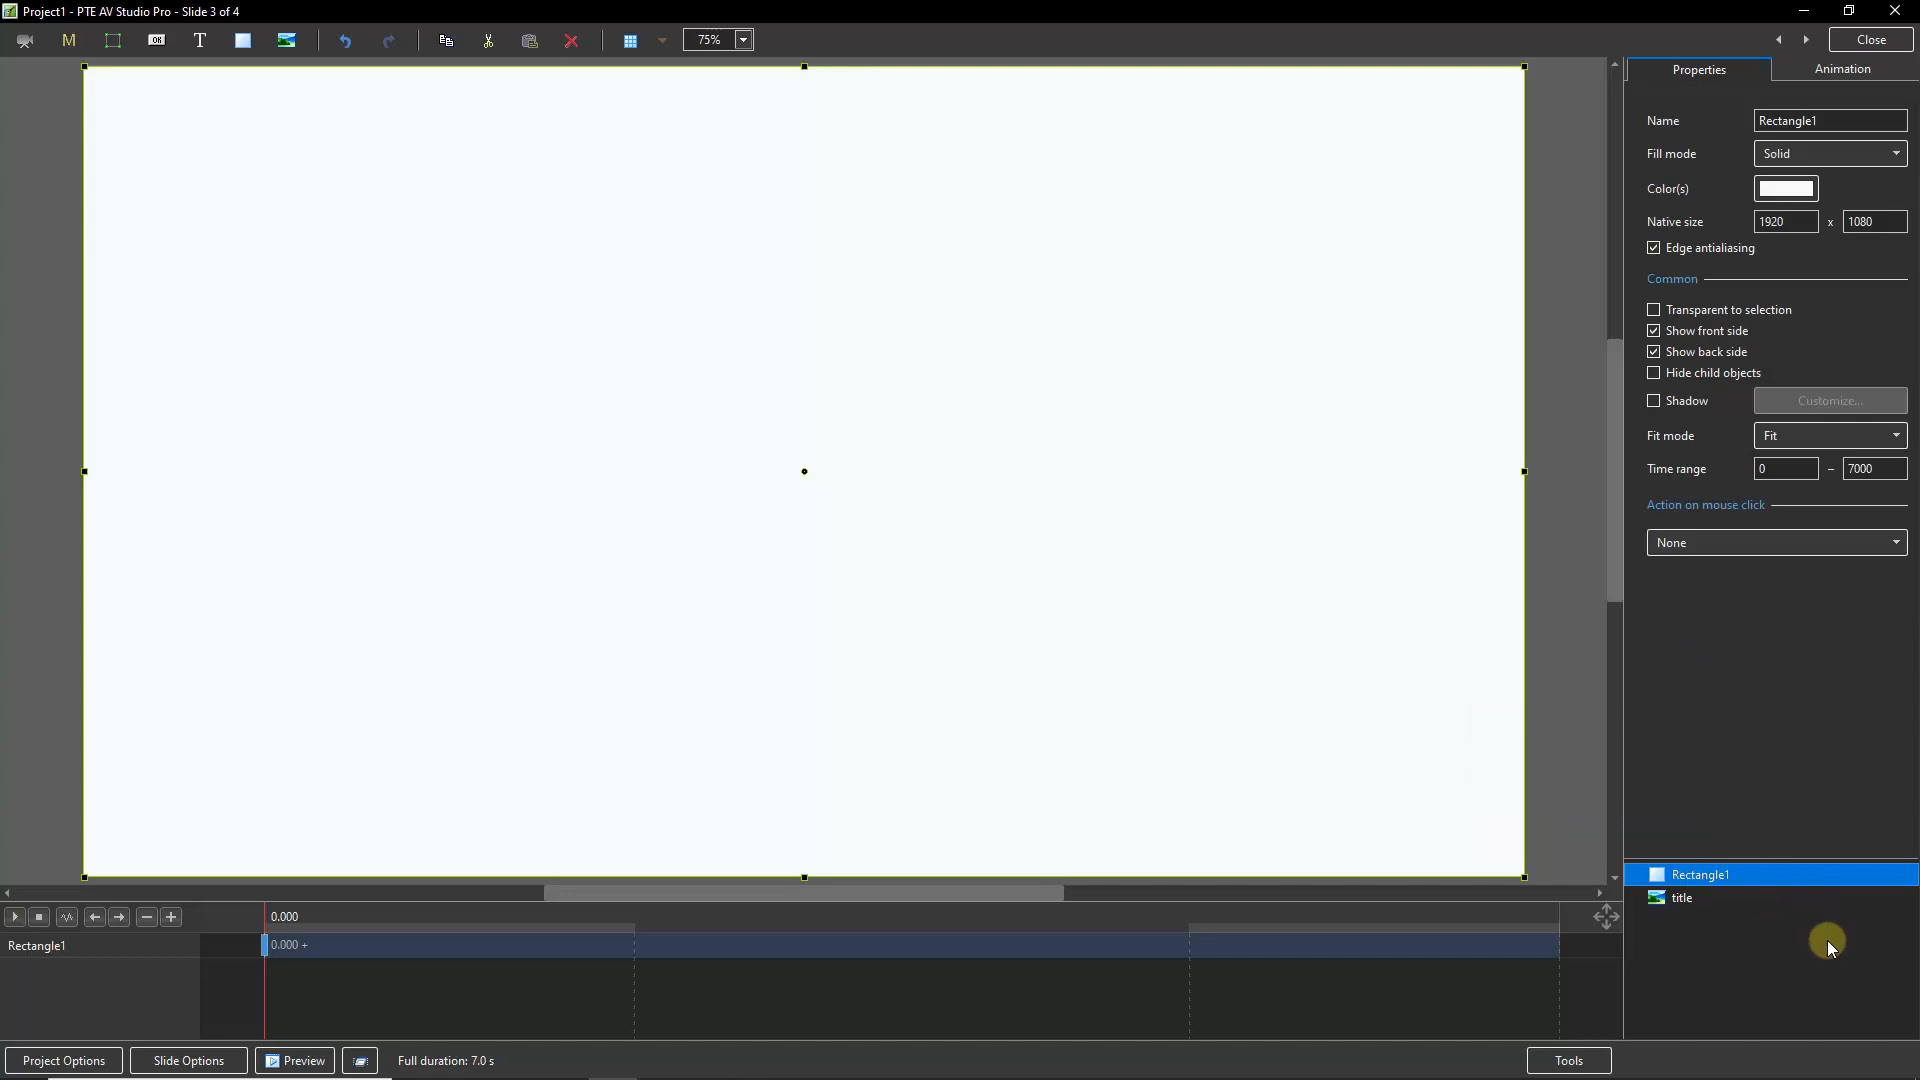 Project1 - PTE AV Studio Pro - Slide 3 of 4
M
OK
T
75%
Close
Properties
Animation
Name
Rectangle1
Fill mode
Solid
Color(s)
Native size
1920
x
1080
Edge antialiasing
Common
Transparent to selection
Show front side
Show back side
Hide child objects
Shadow
Customize...
Fit mode
Fit
Time range
0
–
7000
Action on mouse click
None
Rectangle1
title
0.000
Rectangle1
0.000 +
Project Options
Slide Options
Preview
Full duration: 7.0 s
Tools